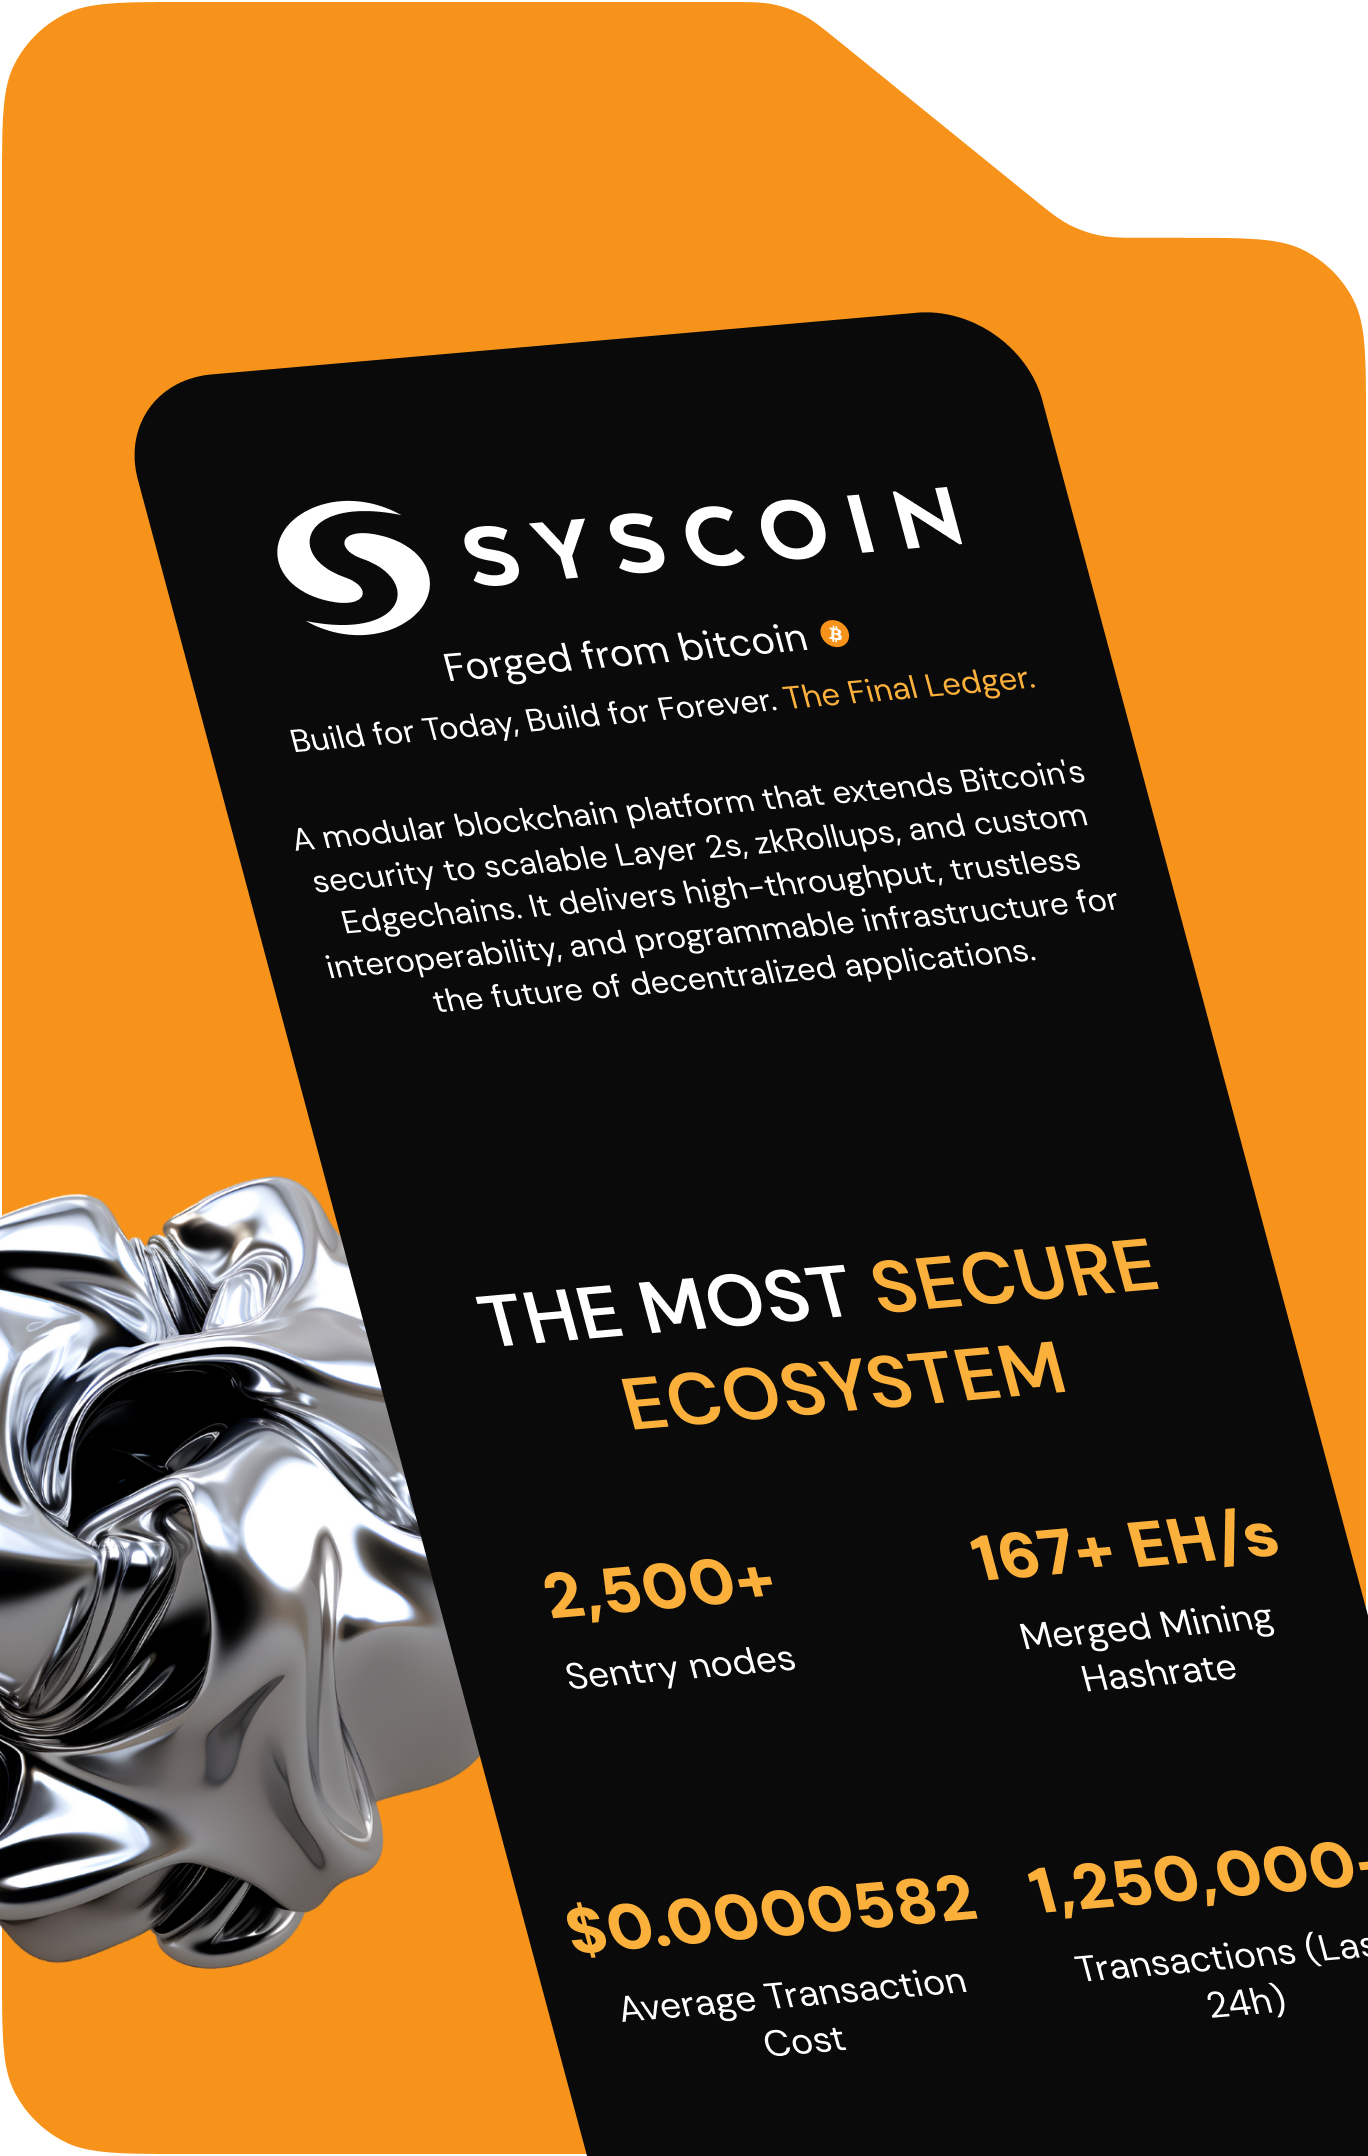 SYSCOIN
Forged from bitcoin
Build for Today, Build for Forever. The Final Ledger.
A modular blockchain platform that extends Bitcoin's
security to scalable Layer 2s, zkRollups, and custom
Edgechains. It delivers high-throughput, trustless
interoperability, and programmable infrastructure for
the future of decentralized applications.
THE MOST SECURE
ECOSYSTEM
2,500+
Sentry nodes
167+ EH/s
Merged Mining
Hashrate
$0.0000582
Average Transaction
Cost
1,250,000
Transactions
24h)